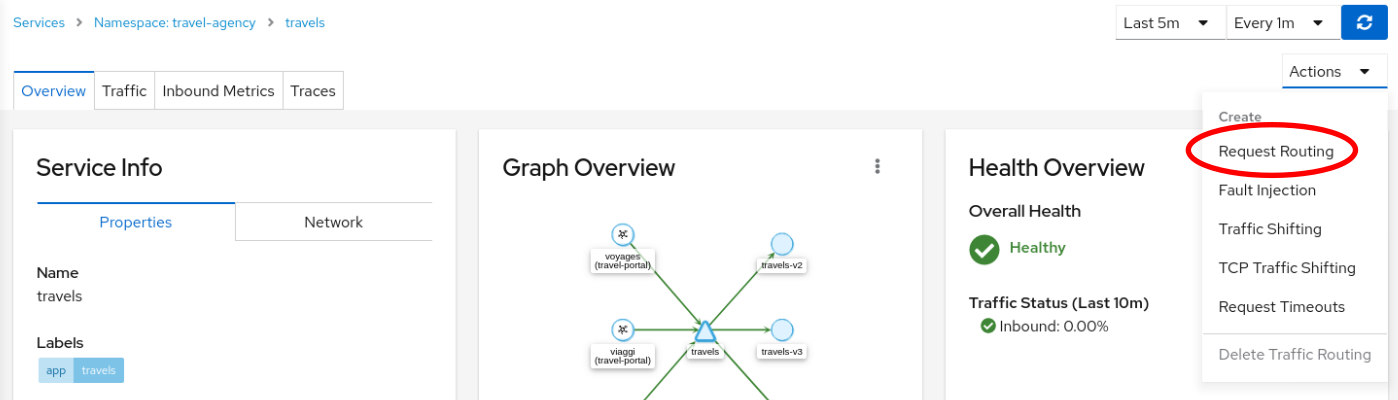 Services > Namespace: travel-agency > travels
Last 5m
Every 1m
Actions
Overview
Traffic
Inbound Metrics
Traces
Create
Request Routing
Fault Injection
Traffic Shifting
TCP Traffic Shifting
Request Timeouts
Delete Traffic Routing
Service Info
Properties
Network
Name
travels
Labels
app travels
Graph Overview
voyages
(travel-portal)
travels-v2
viaggi
(travel-portal)
travels
travels-v3
Health Overview
Overall Health
Healthy
Traffic Status (Last 10m)
Inbound: 0.00%